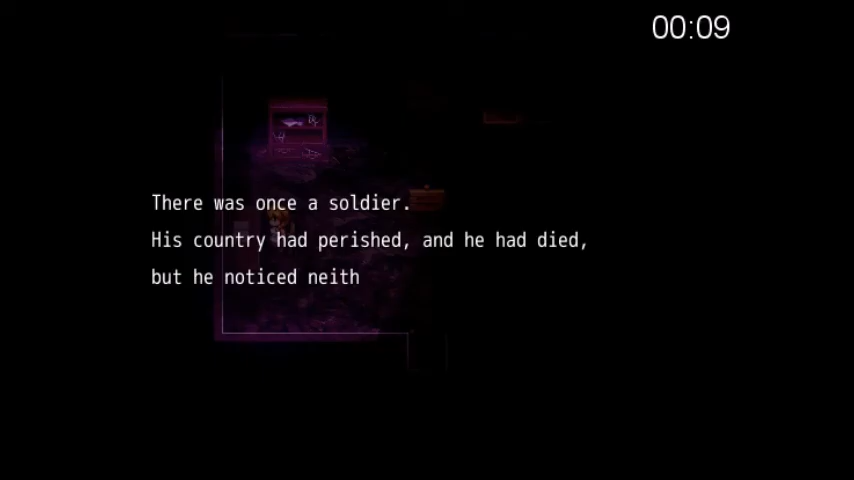 00:09
There was once a soldier.
His country had perished, and he had died,
but he noticed neith